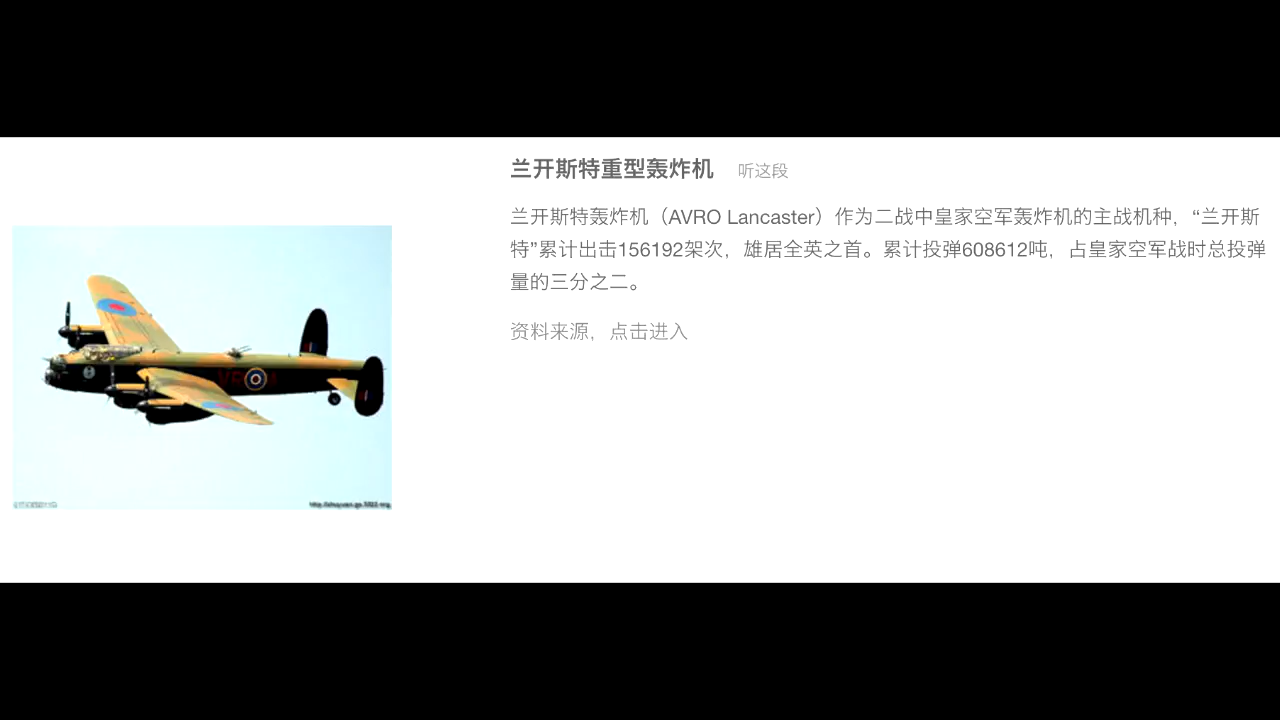 兰开斯特重型轰炸机 听这段
兰开斯特轰炸机（AVRO Lancaster）作为二战中皇家空军轰炸机的主战机种，“兰开斯
特”累计出击156192架次，雄居全英之首。累计投弹608612吨，占皇家空军战时总投弹
量的三分之二。
资料来源，点击进入